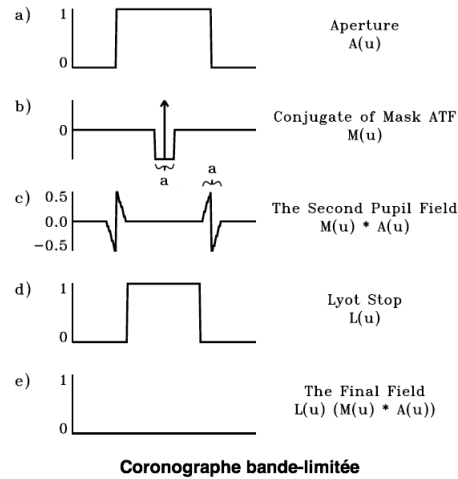 a)
1
0
Aperture
A(u)
b)
0
Conjugate of Mask ATF
M(u)
a
a
c)
0.5
0.0
−0.5
The Second Pupil Field
M(u) * A(u)
d)
1
0
Lyot Stop
L(u)
e)
1
0
The Final Field
L(u) (M(u) * A(u))
Coronographe bande-limitée